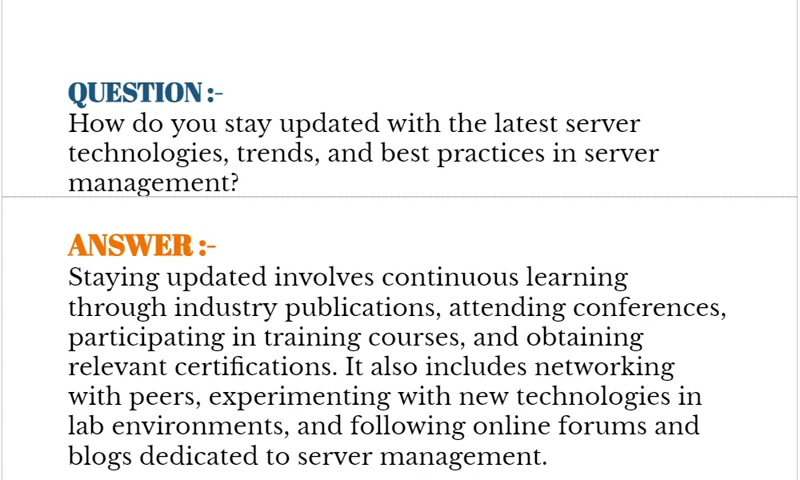 QUESTION :-
How do you stay updated with the latest server
technologies, trends, and best practices in server
management?
ANSWER :-
Staying updated involves continuous learning
through industry publications, attending conferences,
participating in training courses, and obtaining
relevant certifications. It also includes networking
with peers, experimenting with new technologies in
lab environments, and following online forums and
blogs dedicated to server management.